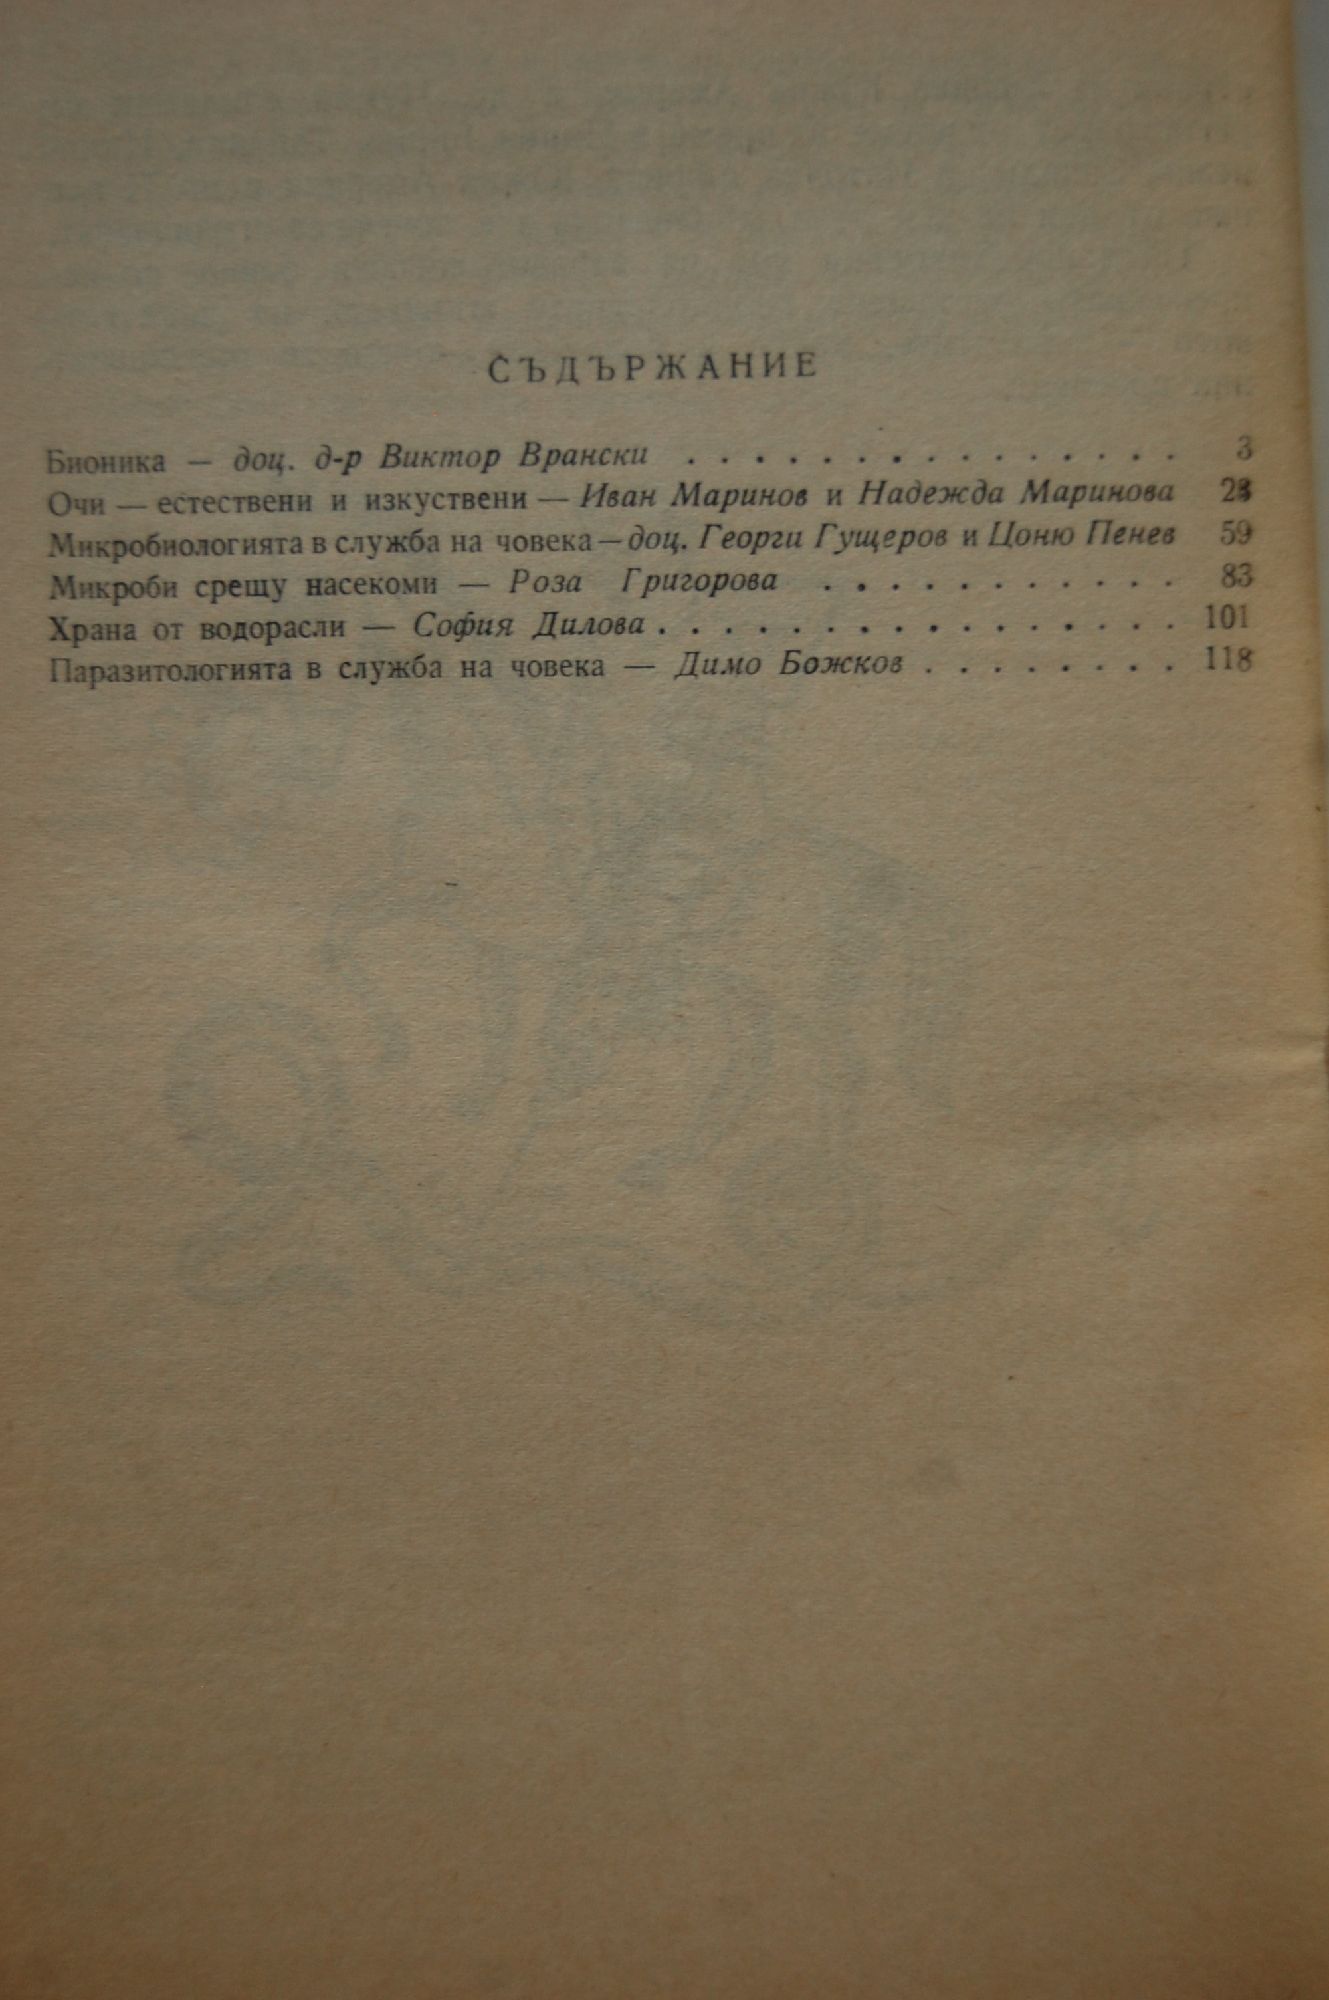 СЪДЪРЖАНИЕ
Бионика — доц. д-р Виктор Врански . . . . . . . . . . . . . . . 3
Очи — естествени и изкуствени — Иван Маринов и Надежда Маринова
Микробиологията в служба на човека — доц. Георги Гущеров и Цоню Пенев 59
Микроби срещу насекоми — Роза Григорова . . . . . . . . . . . 83
Храна от водорасли — София Дилова . . . . . . . . . . . . . . . . 101
Паразитологията в служба на човека — Димо Божков . . . . . . . . 118